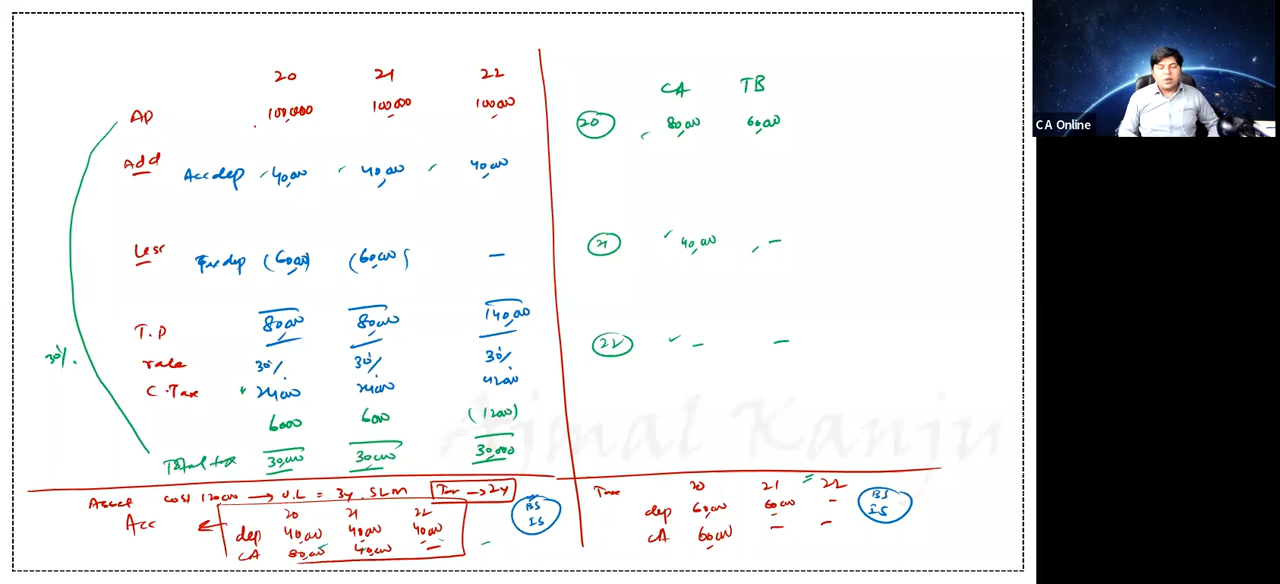 20 21 22
AP 100,000 100,000 100,000
Add Acc dep 40,000 40,000 40,000
Less Tax dep (60,000) (60,000) –
T.P 80,000 80,000 140,000
rate 30% 30% 30%
C.Tax 24,000 24,000 42,000
6000 6000 (12,000)
Total tax 30,000 30,000 30,000
30%.
CA TB
20 80,000 60,000
21 40,000 –
22 – –
Ajmal Kanju
Asset cost 120,000 → U.L = 3y. SLM Tax → 2y
Acc
20 21 22
dep 40,000 40,000 40,000
CA 80,000 40,000 –
BS
IS
Tax 20 21 22
dep 60,000 60,000 –
CA 60,000 – –
BS
IS
CA Online